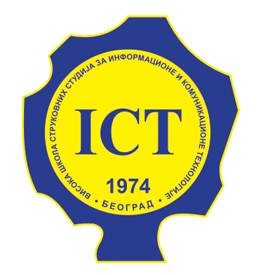 ВИСОКА ШКОЛА СТРУКОВНИХ СТУДИЈА ЗА ИНФОРМАЦИОНЕ И КОМУНИКАЦИОНЕ ТЕХНОЛОГИЈЕ
ICT
1974
• БЕОГРАД •